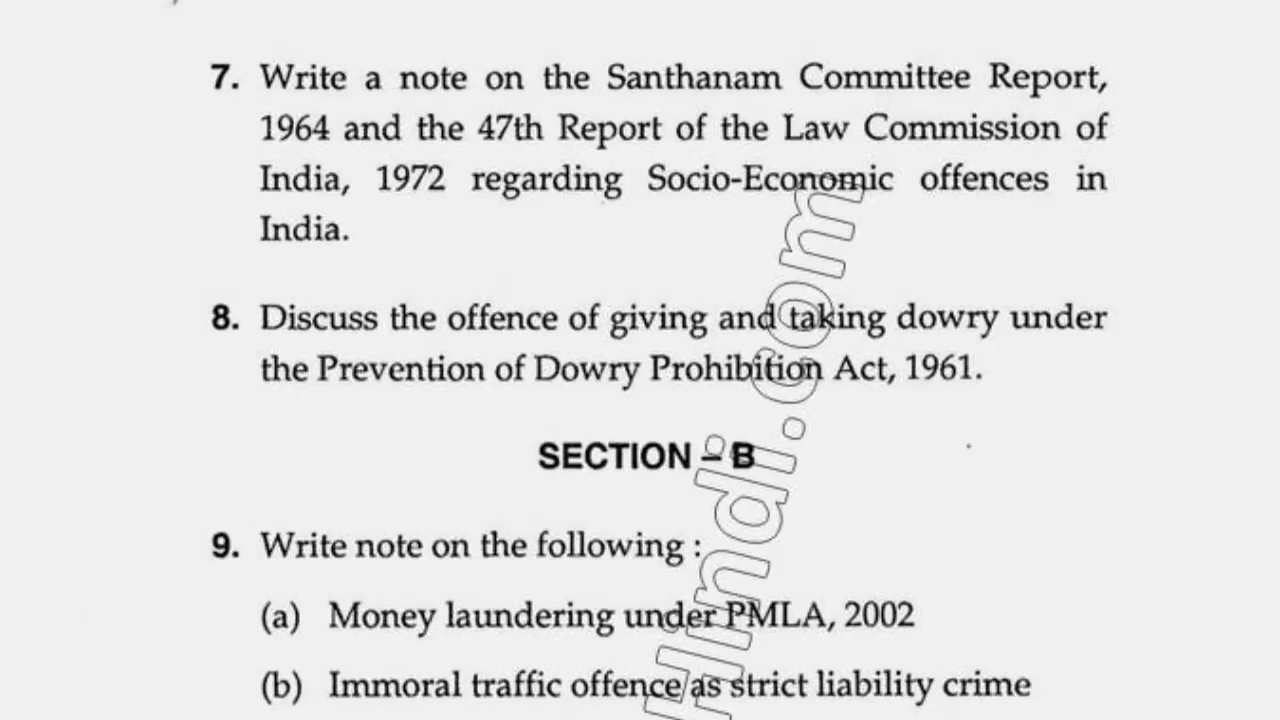 7. Write a note on the Santhanam Committee Report,
1964 and the 47th Report of the Law Commission of
India, 1972 regarding Socio-Economic offences in
India.
8. Discuss the offence of giving and taking dowry under
the Prevention of Dowry Prohibition Act, 1961.
SECTION – B
9. Write note on the following :
(a) Money laundering under PMLA, 2002
(b) Immoral traffic offence as strict liability crime
Hindi.com